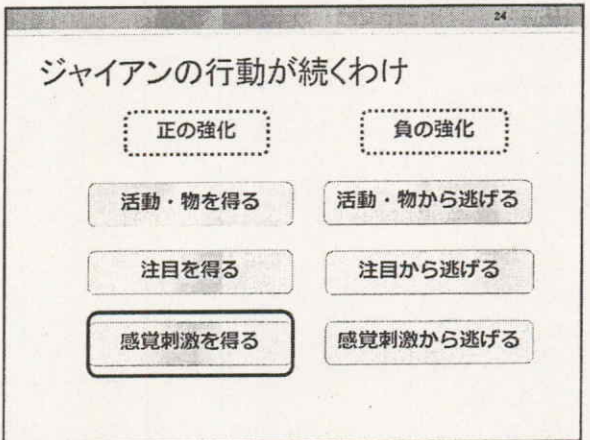 24
ジャイアンの行動が続くわけ
正の強化
負の強化
活動・物を得る
活動・物から逃げる
注目を得る
注目から逃げる
感覚刺激を得る
感覚刺激から逃げる